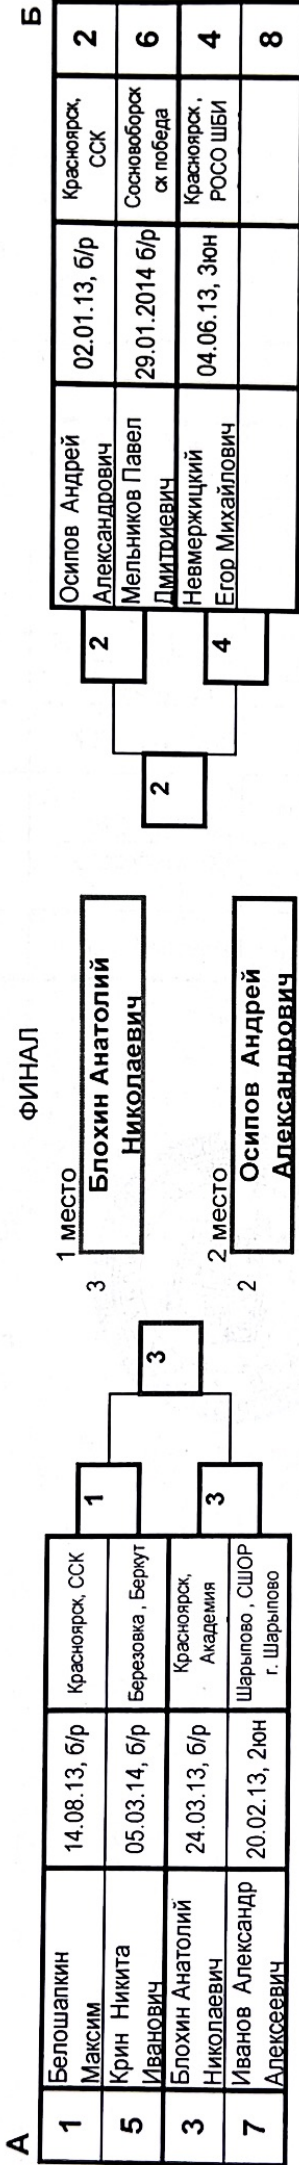 А
ФИНАЛ
Б
1
Белошапкин
Максим
14.08.13, б/р
Красноярск, ССК
5
Крин Никита
Иванович
05.03.14, б/р
Березовка , Беркут
3
Блохин Анатолий
Николаевич
24.03.13, б/р
Красноярск,
Академия
7
Иванов Александр
Алексеевич
20.02.13, 2юн
Шарыпово , СШОР
г. Шарыпово
1
3
3
1 место
3
Блохин Анатолий
Николаевич
2 место
2
Осипов Андрей
Александрович
2
2
4
Осипов Андрей
Александрович
02.01.13, б/р
Красноярск,
ССК
2
Мельников Павел
Дмитриевич
29.01.2014 б/р
Сосновоборск
ск победа
6
Невмержицкий
Егор Михайлович
04.06.13, 3юн
Красноярск ,
РОСО ШБИ
4
8